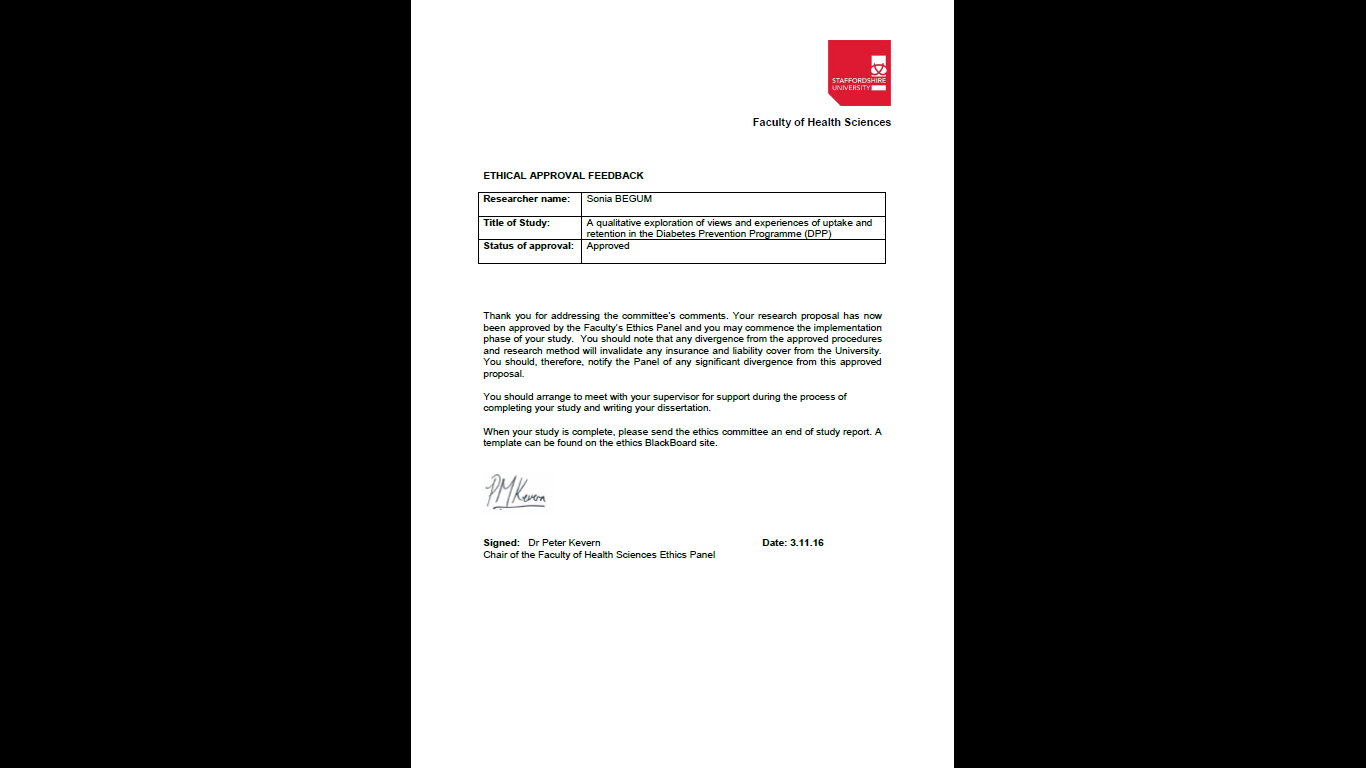 STAFFORDSHIRE
UNIVERSITY
Faculty of Health Sciences
ETHICAL APPROVAL FEEDBACK
Researcher name: Sonia BEGUM
Title of Study: A qualitative exploration of views and experiences of uptake and
retention in the Diabetes Prevention Programme (DPP)
Status of approval: Approved
Thank you for addressing the committee's comments. Your research proposal has now
been approved by the Faculty's Ethics Panel and you may commence the implementation
phase of your study. You should note that any divergence from the approved procedures
and research method will invalidate any insurance and liability cover from the University.
You should, therefore, notify the Panel of any significant divergence from this approved
proposal.
You should arrange to meet with your supervisor for support during the process of
completing your study and writing your dissertation.
When your study is complete, please send the ethics committee an end of study report. A
template can be found on the ethics BlackBoard site.
PMKevern
Signed: Dr Peter Kevern Date: 3.11.16
Chair of the Faculty of Health Sciences Ethics Panel